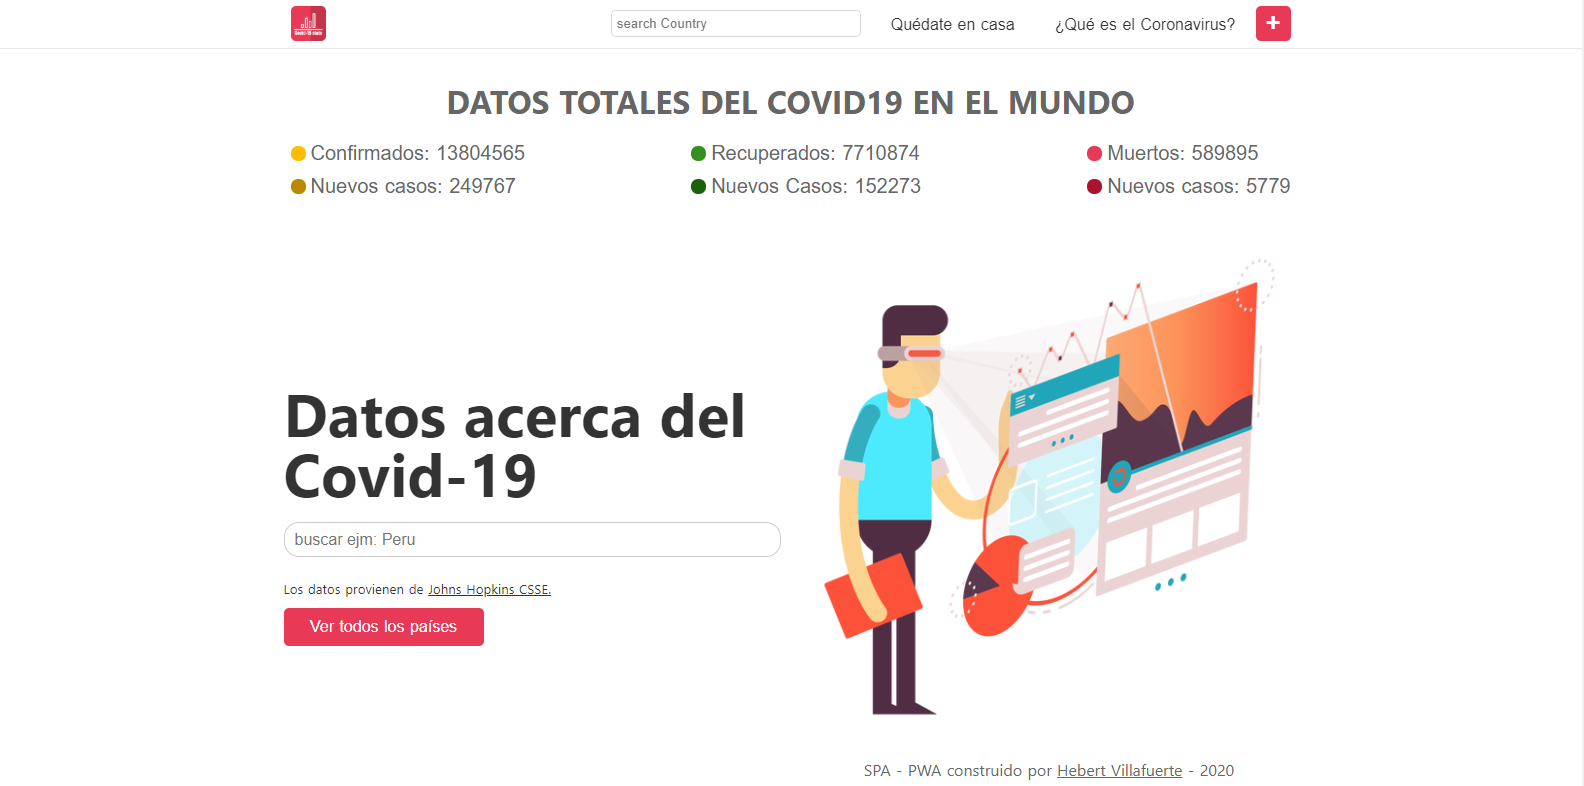 Covid-19 data
search Country
Quédate en casa
¿Qué es el Coronavirus?
+
DATOS TOTALES DEL COVID19 EN EL MUNDO
Confirmados: 13804565
Recuperados: 7710874
Muertos: 589895
Nuevos casos: 249767
Nuevos Casos: 152273
Nuevos casos: 5779
Datos acerca del
Covid-19
buscar ejm: Peru
Los datos provienen de Johns Hopkins CSSE.
Ver todos los países
SPA - PWA construido por Hebert Villafuerte - 2020